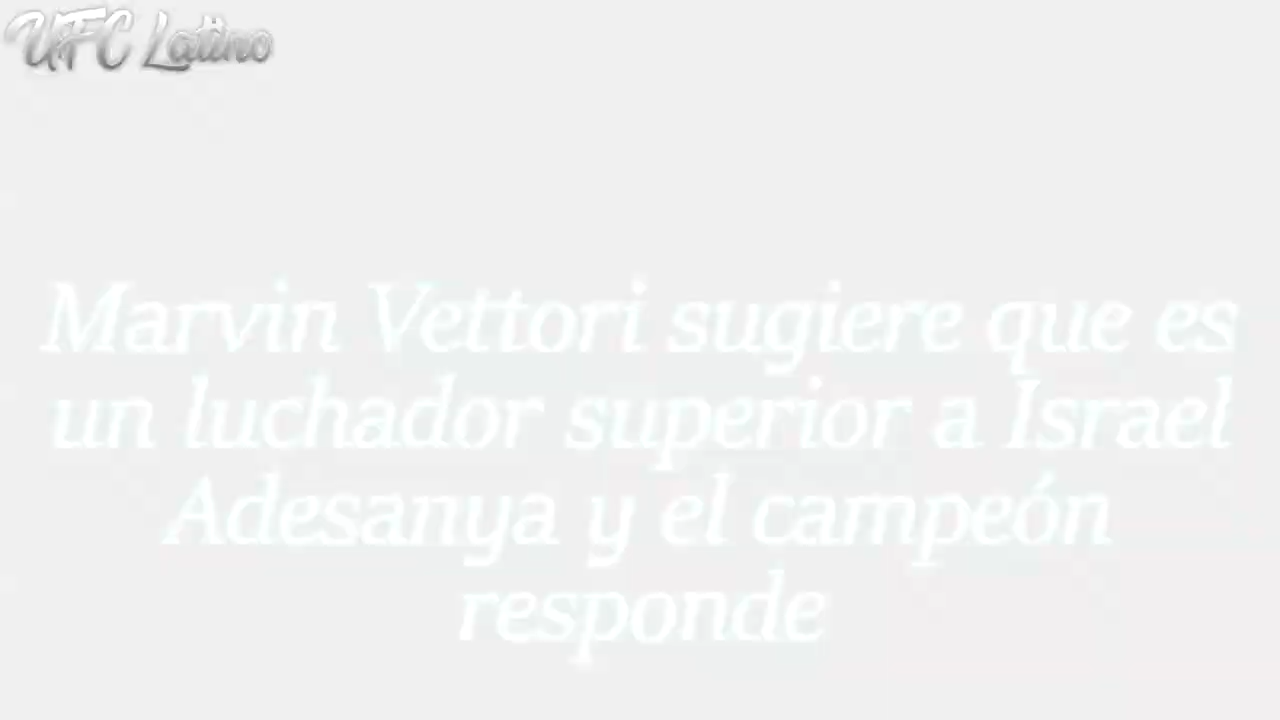 UFC Latino
Marvin Vettori sugiere que es
un luchador superior a Israel
Adesanya y el campeón
responde